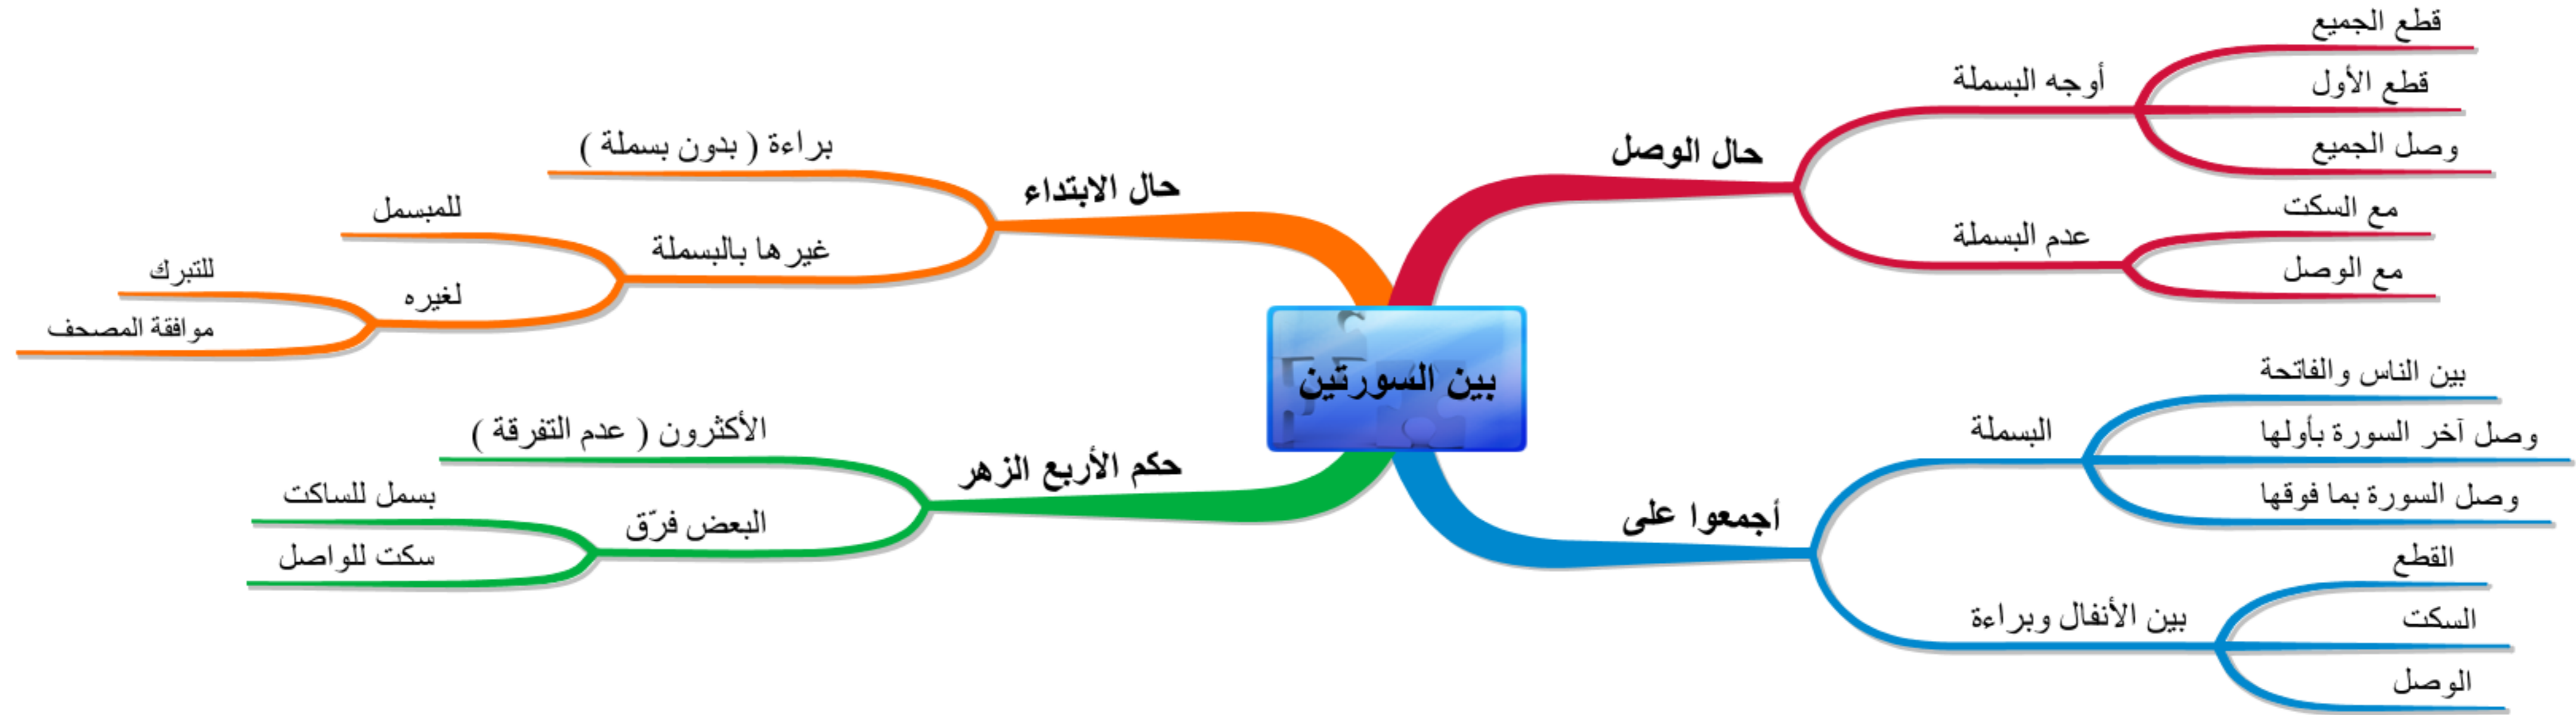 بين السورتين
حال الوصل
أوجه البسملة
قطع الجميع
قطع الأول
وصل الجميع
عدم البسملة
مع السكت
مع الوصل
أجمعوا على
البسملة
بين الناس والفاتحة
وصل آخر السورة بأولها
وصل السورة بما فوقها
بين الأنفال وبراءة
القطع
السكت
الوصل
حال الابتداء
براءة ( بدون بسملة )
غيرها بالبسملة
للمبسمل
لغيره
للتبرك
موافقة المصحف
حكم الأربع الزهر
الأكثرون ( عدم التفرقة )
البعض فرّق
بسمل للساكت
سكت للواصل